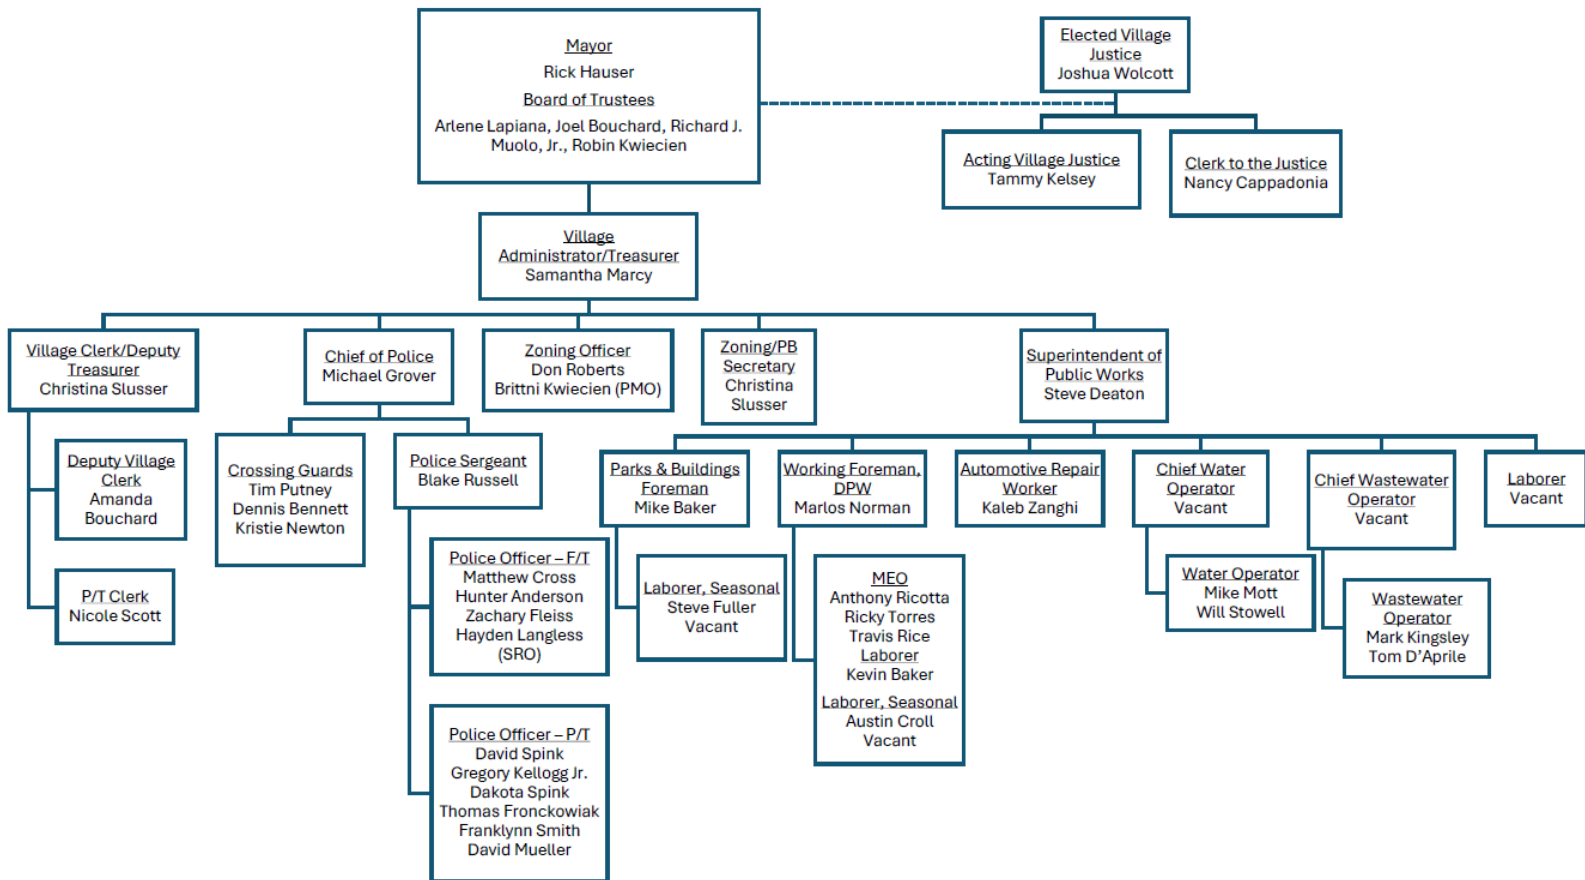 Mayor
Rick Hauser
Board of Trustees
Arlene Lapiana, Joel Bouchard, Richard J.
Muolo, Jr., Robin Kwiecien
Elected Village
Justice
Joshua Wolcott
Acting Village Justice
Tammy Kelsey
Clerk to the Justice
Nancy Cappadonia
Village
Administrator/Treasurer
Samantha Marcy
Village Clerk/Deputy
Treasurer
Christina Slusser
Chief of Police
Michael Grover
Zoning Officer
Don Roberts
Brittni Kwiecien (PMO)
Zoning/PB
Secretary
Christina
Slusser
Superintendent of
Public Works
Steve Deaton
Deputy Village
Clerk
Amanda
Bouchard
P/T Clerk
Nicole Scott
Crossing Guards
Tim Putney
Dennis Bennett
Kristie Newton
Police Sergeant
Blake Russell
Police Officer – F/T
Matthew Cross
Hunter Anderson
Zachary Fleiss
Hayden Langless
(SRO)
Police Officer – P/T
David Spink
Gregory Kellogg Jr.
Dakota Spink
Thomas Fronckowiak
Franklynn Smith
David Mueller
Parks & Buildings
Foreman
Mike Baker
Laborer, Seasonal
Steve Fuller
Vacant
Working Foreman,
DPW
Marlos Norman
MEO
Anthony Ricotta
Ricky Torres
Travis Rice
Laborer
Kevin Baker
Laborer, Seasonal
Austin Croll
Vacant
Automotive Repair
Worker
Kaleb Zanghi
Chief Water
Operator
Vacant
Water Operator
Mike Mott
Will Stowell
Chief Wastewater
Operator
Vacant
Wastewater
Operator
Mark Kingsley
Tom D'Aprile
Laborer
Vacant